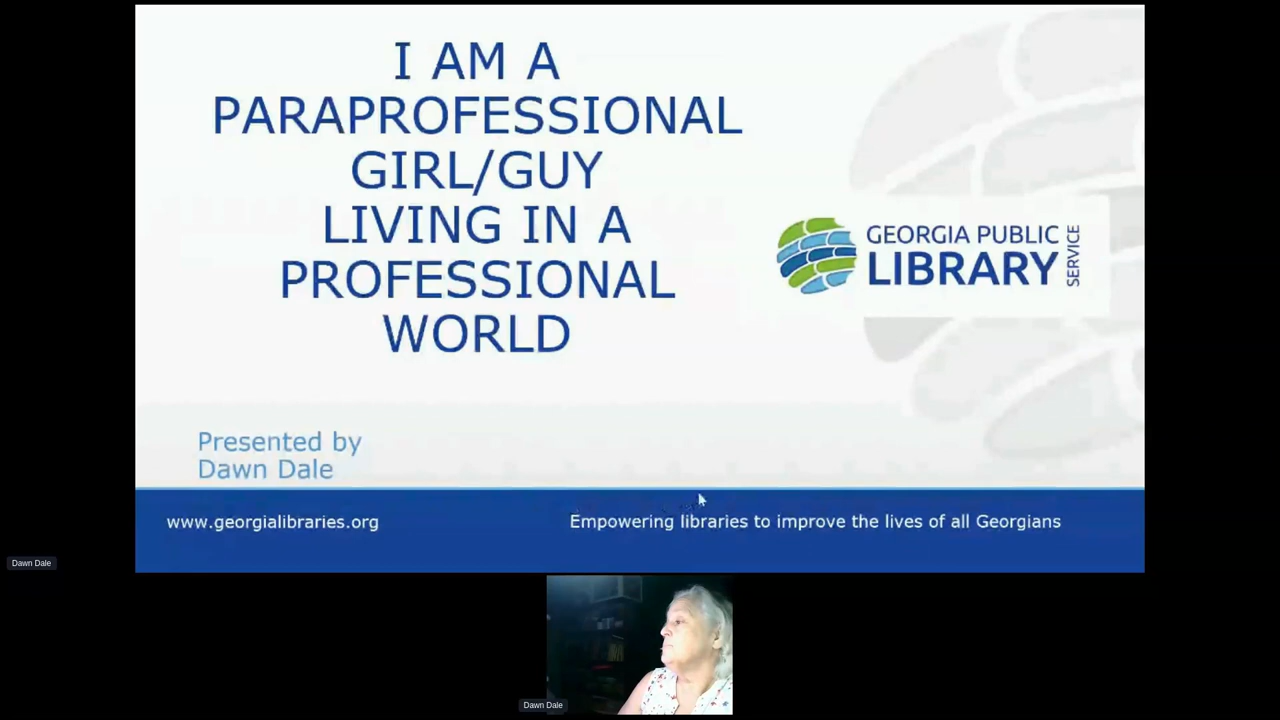 I AM A
PARAPROFESSIONAL
GIRL/GUY
LIVING IN A
PROFESSIONAL
WORLD
GEORGIA PUBLIC
LIBRARY
SERVICE
Presented by
Dawn Dale
www.georgialibraries.org
Empowering libraries to improve the lives of all Georgians
Dawn Dale
Dawn Dale